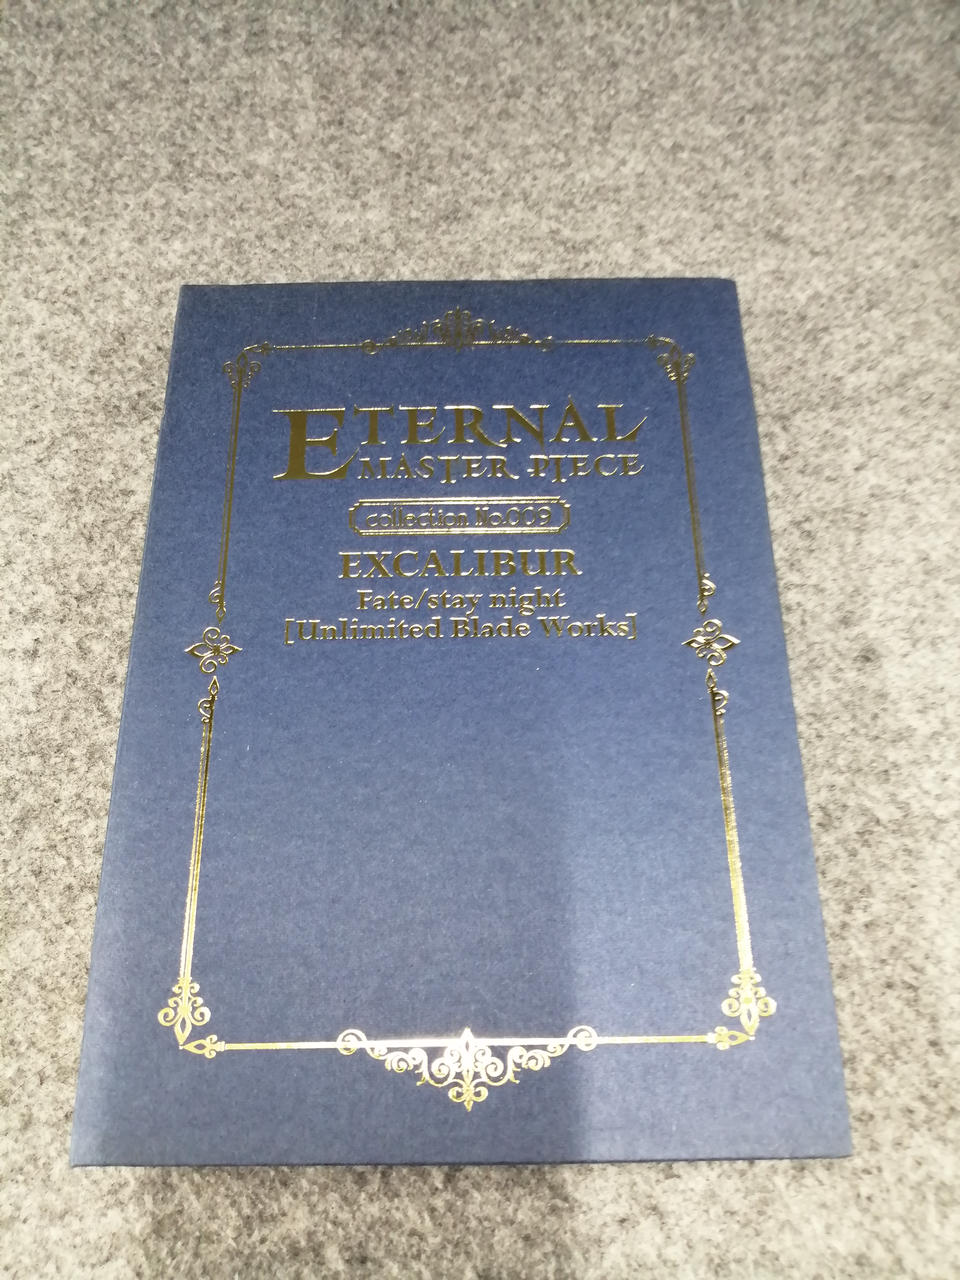 ETERNAL
MASTER PIECE
collection No.009
EXCALIBUR
Fate/stay night
[Unlimited Blade Works]